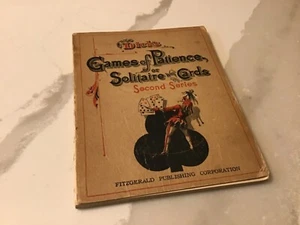 Dick's
Games of Patience,
or
Solitaire with Cards
Second Series
FITZGERALD PUBLISHING CORPORATION